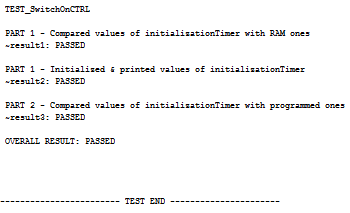 TEST_SwitchOnCTRL
PART 1 - Compared values of initializationTimer with RAM ones
~result1: PASSED
PART 1 - Initialized & printed values of initializationTimer
~result2: PASSED
PART 2 - Compared values of initializationTimer with programmed ones
~result3: PASSED
OVERALL RESULT: PASSED
------------------------ TEST END ----------------------